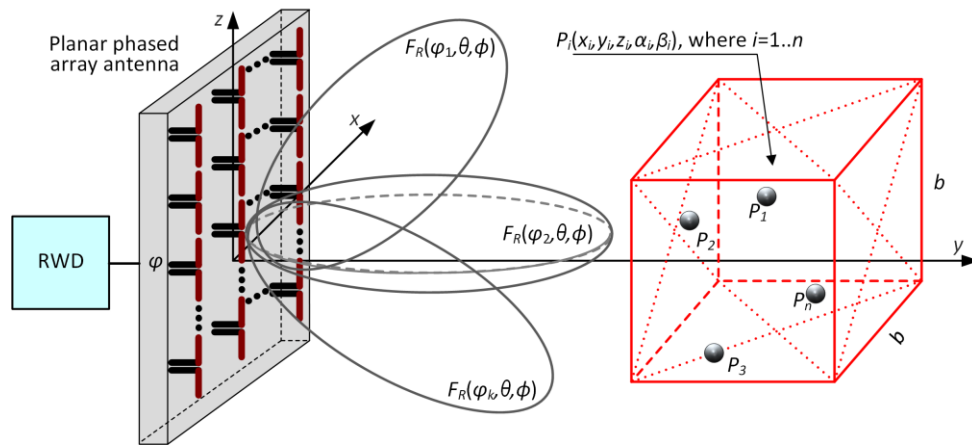 Planar phased
array antenna
z
F_R(φ_1,θ,ϕ)
P_i(x_i,y_i,z_i,α_i,β_i), where i=1..n
x
b
P_1
P_2
F_R(φ_2,θ,ϕ)
y
RWD
φ
P_n
b
P_3
F_R(φ_k,θ,ϕ)